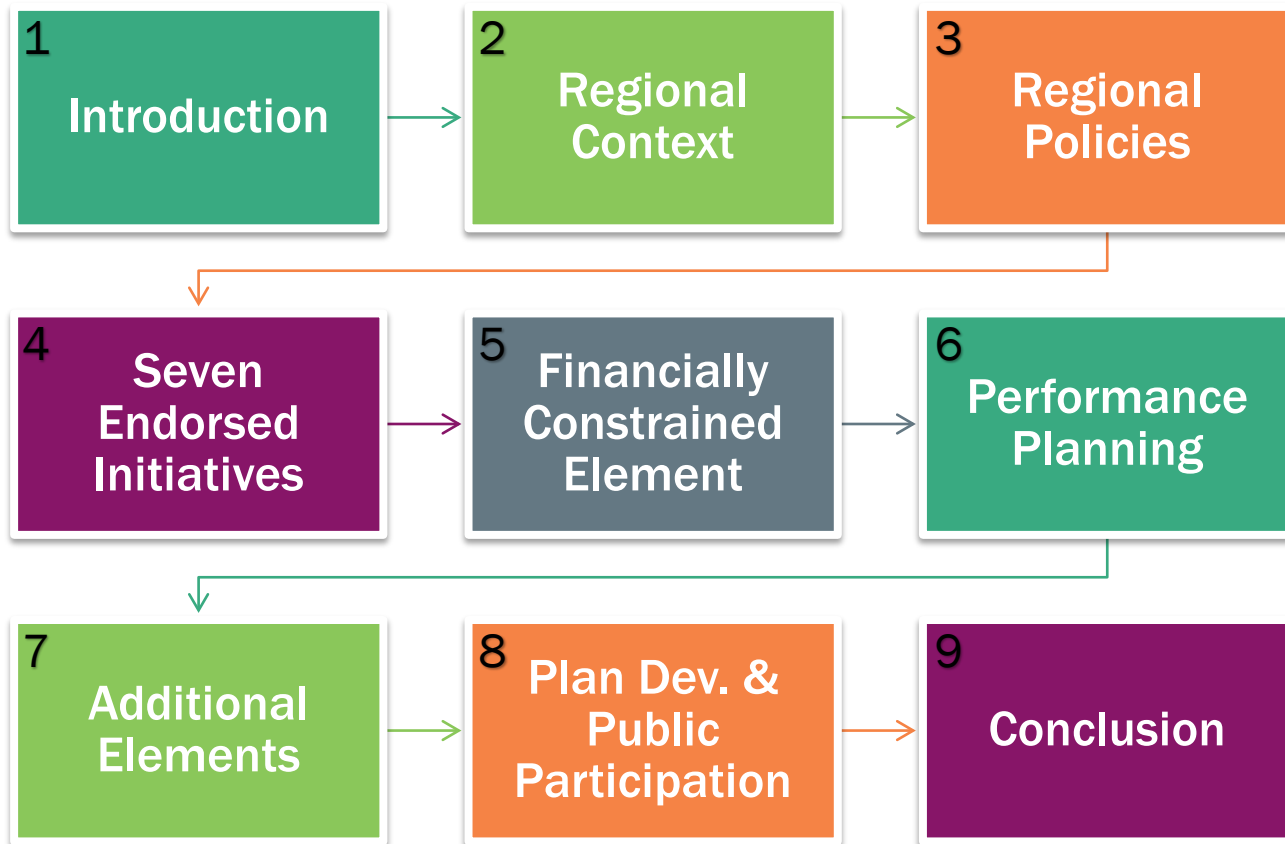 1
Introduction
2
Regional
Context
3
Regional
Policies
4
Seven
Endorsed
Initiatives
5
Financially
Constrained
Element
6
Performance
Planning
7
Additional
Elements
8
Plan Dev. &
Public
Participation
9
Conclusion